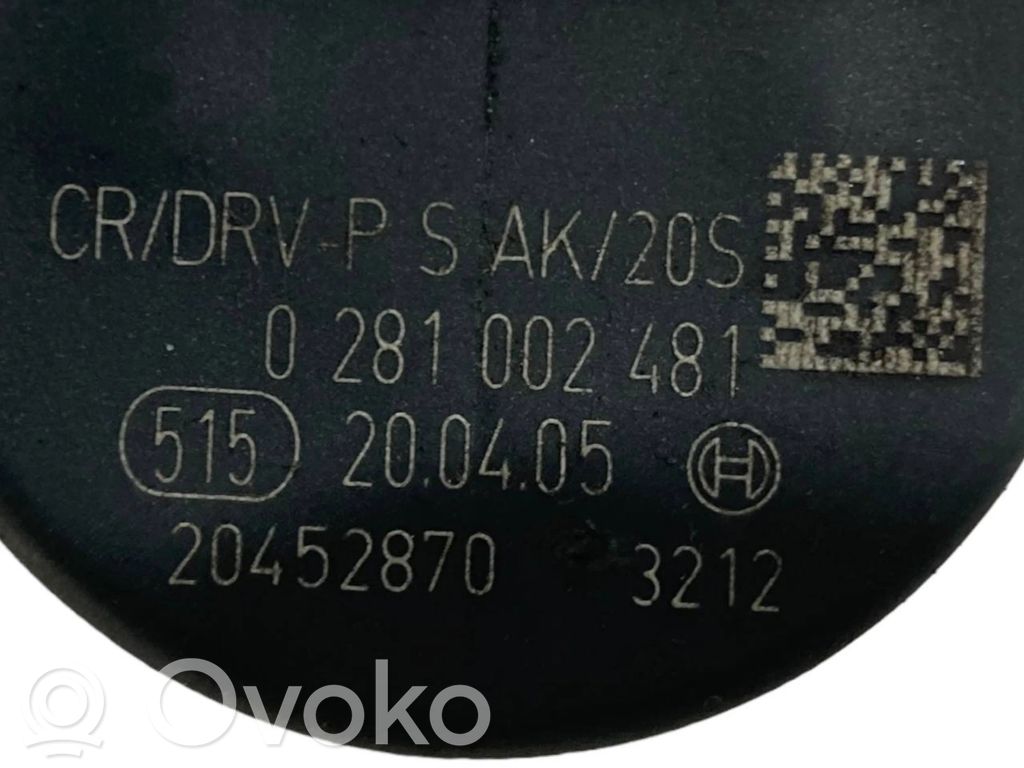 CR/DRV-P S AK/20S
0 281 002 481
515 20.04.05
20452870 3212
Ovoko